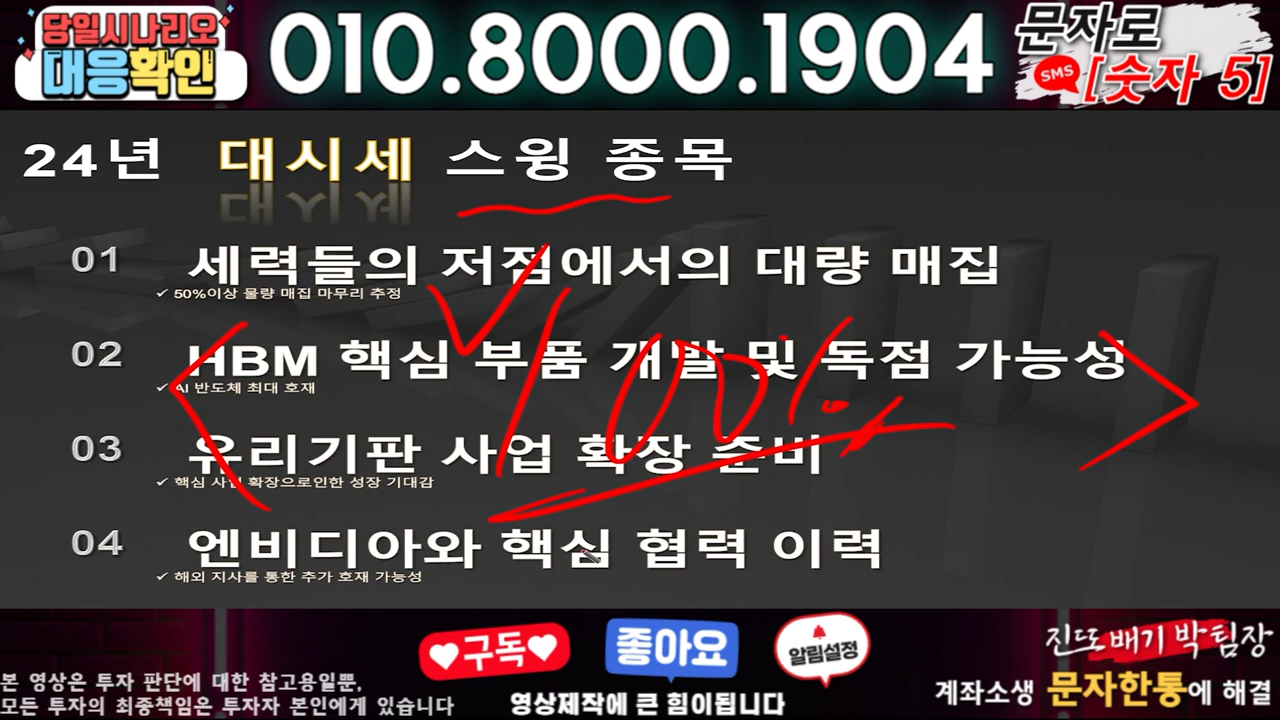 당일시나리오
대응확인
010.8000.1904
문자로
SMS
[숫자 5]
24년 대시세 스윙 종목
01 세력들의 저점에서의 대량 매집
✓ 50%이상 물량 매집 마무리 추정
02 HBM 핵심 부품 개발 및 독점 가능성
✓ AI 반도체 최대 호재
100%
03 유리기판 사업 확장 준비
✓ 핵심 사업 확장으로인한 성장 기대감
04 엔비디아와 핵심 협력 이력
✓ 해외 지사를 통한 추가 호재 가능성
구독
좋아요
알림설정
영상제작에 큰 힘이됩니다
본 영상은 투자 판단에 대한 참고용일뿐,
모든 투자의 최종책임은 투자자 본인에게 있습니다
진또배기 박팀장
계좌소생 문자한통에 해결